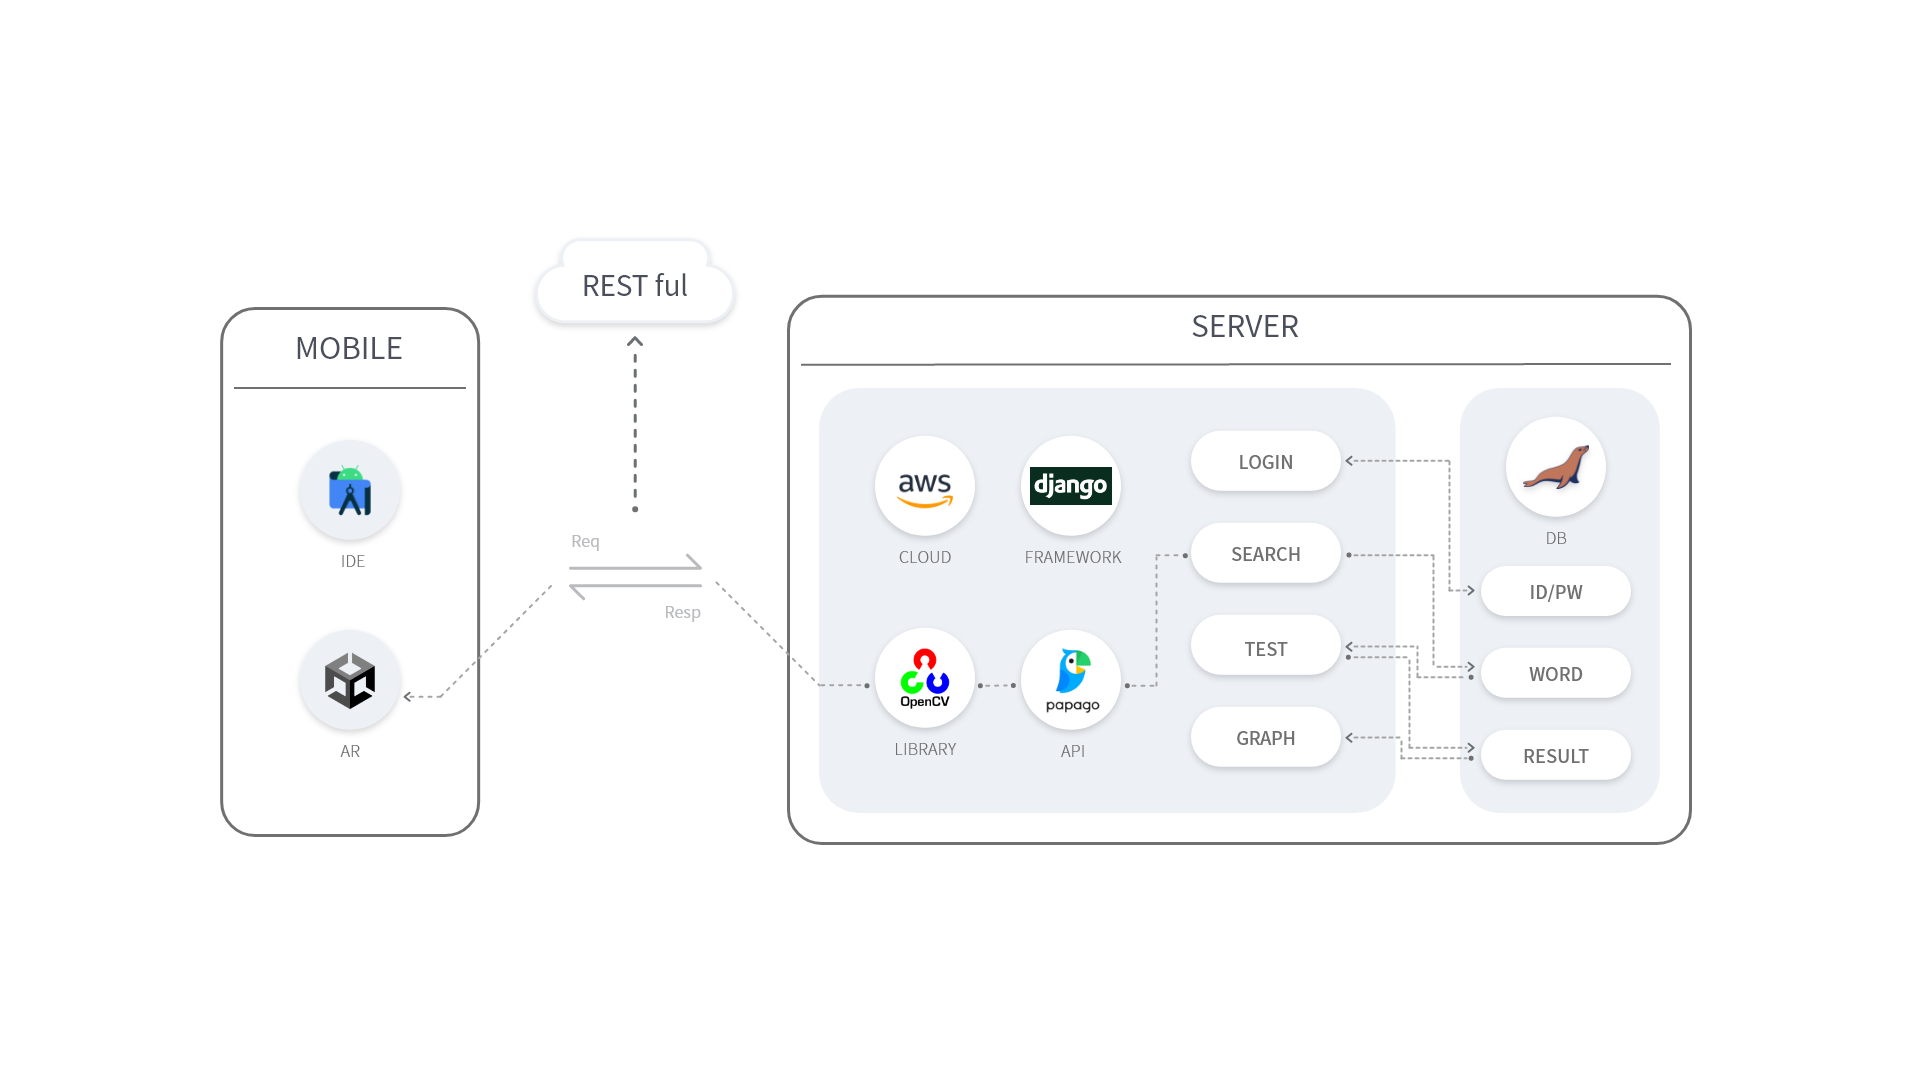 REST ful
MOBILE
IDE
AR
Req
Resp
SERVER
aws
CLOUD
django
FRAMEWORK
OpenCV
LIBRARY
papago
API
LOGIN
SEARCH
TEST
GRAPH
DB
ID/PW
WORD
RESULT